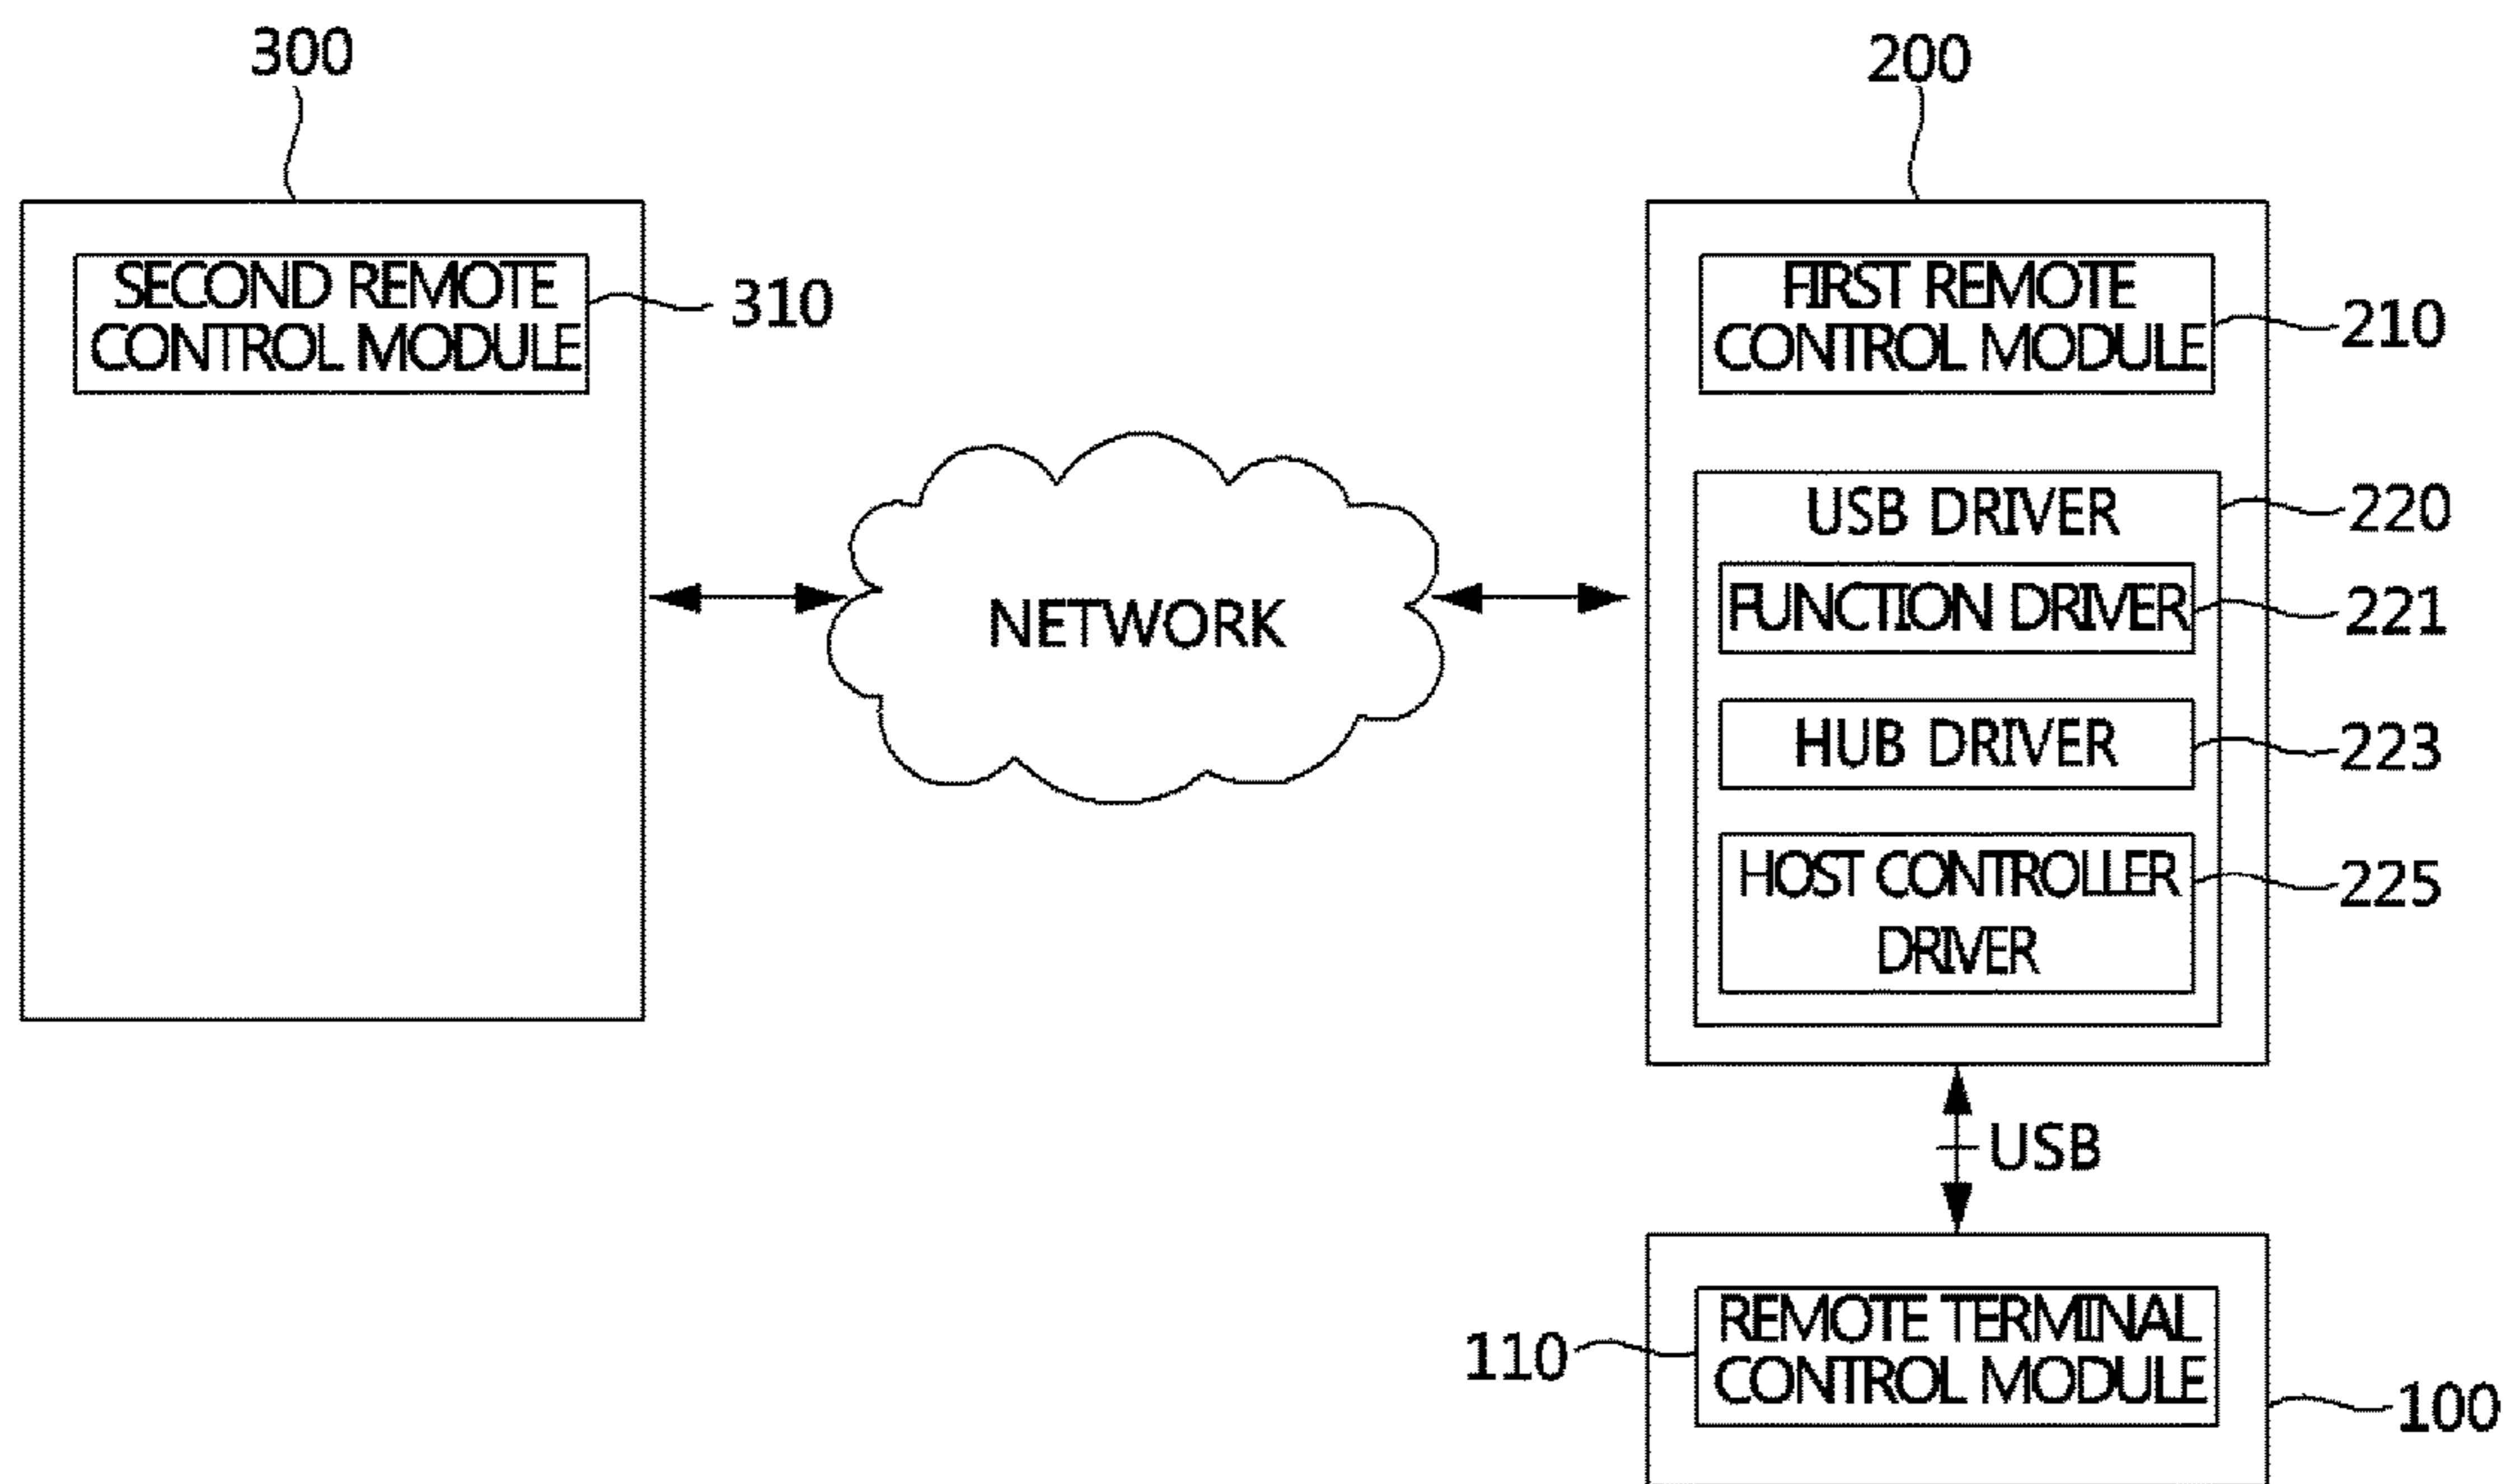 300
200
SECOND REMOTE
CONTROL MODULE
310
FIRST REMOTE
CONTROL MODULE
210
NETWORK
USB DRIVER
220
FUNCTION DRIVER
221
HUB DRIVER
223
HOST CONTROLLER
DRIVER
225
USB
110
REMOTE TERMINAL
CONTROL MODULE
100